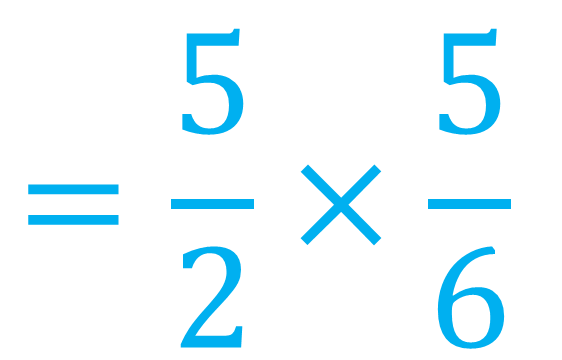 = 5/2 × 5/6